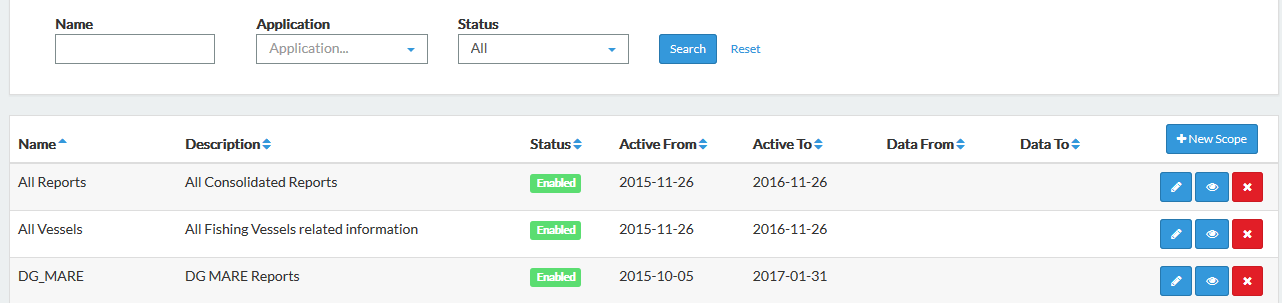 Name Application Status
Application... All Search Reset
Name Description Status Active From Active To Data From Data To New Scope
All Reports All Consolidated Reports Enabled 2015-11-26 2016-11-26
All Vessels All Fishing Vessels related information Enabled 2015-11-26 2016-11-26
DG_MARE DG MARE Reports Enabled 2015-10-05 2017-01-31